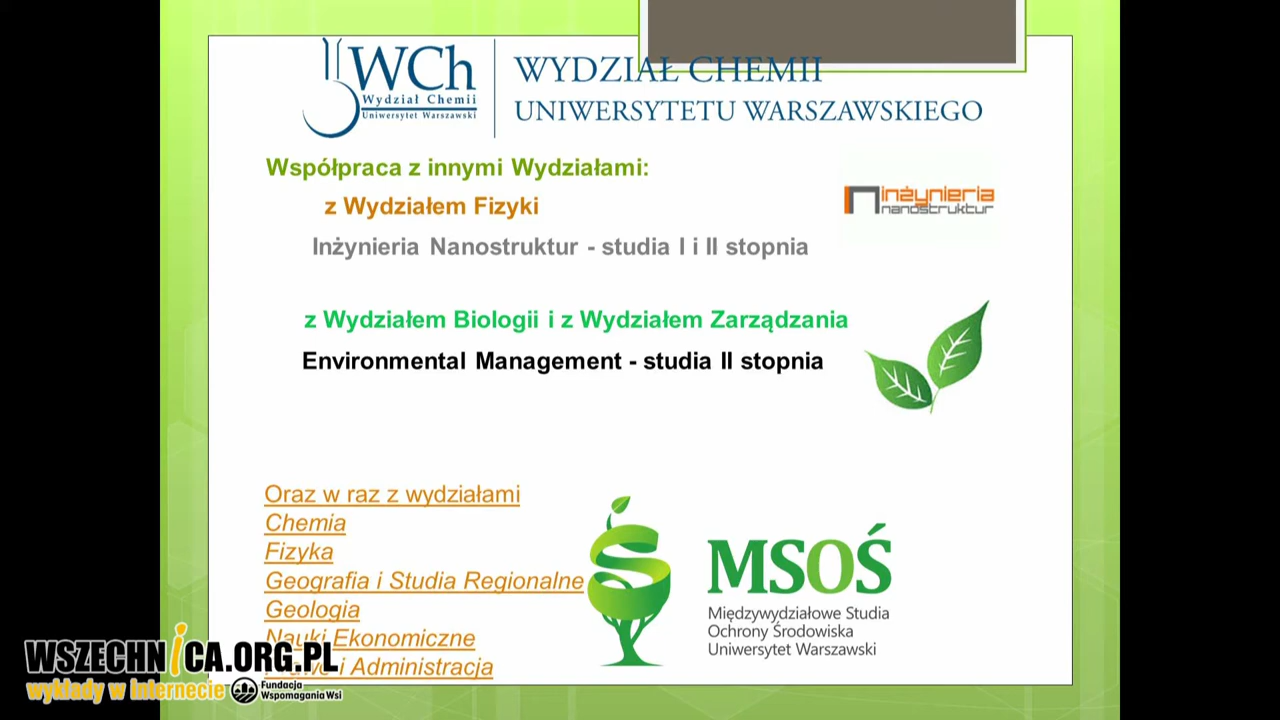 WCh
Wydział Chemii
Uniwersytet Warszawski
WYDZIAŁ CHEMII
UNIWERSYTETU WARSZAWSKIEGO
Współpraca z innymi Wydziałami:
z Wydziałem Fizyki
inżynieria
nanostruktur
Inżynieria Nanostruktur - studia I i II stopnia
z Wydziałem Biologii i z Wydziałem Zarządzania
Environmental Management - studia II stopnia
Oraz w raz z wydziałami
Chemia
Fizyka
Geografia i Studia Regionalne
Geologia
Nauki Ekonomiczne
i Administracja
MSOŚ
Międzywydziałowe Studia
Ochrony Środowiska
Uniwersytet Warszawski
WSZECHNICA.ORG.PL
wykłady w internecie
Fundacja
Wspomagania Wsi